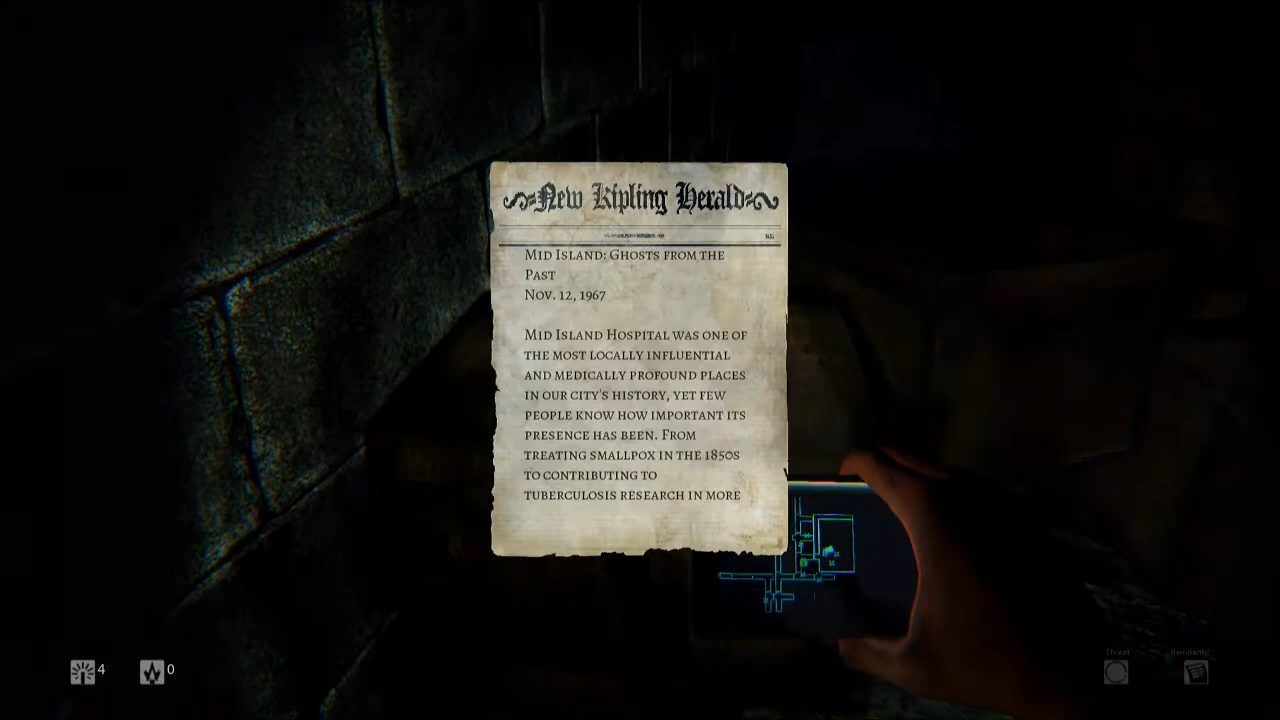 New Kipling Herald
Mid Island: Ghosts from the
Past
Nov. 12, 1967
Mid Island Hospital was one of
the most locally influential
and medically profound places
in our city's history, yet few
people know how important its
presence has been. From
treating smallpox in the 1850s
to contributing to
tuberculosis research in more
4
0
Threat
Remnants